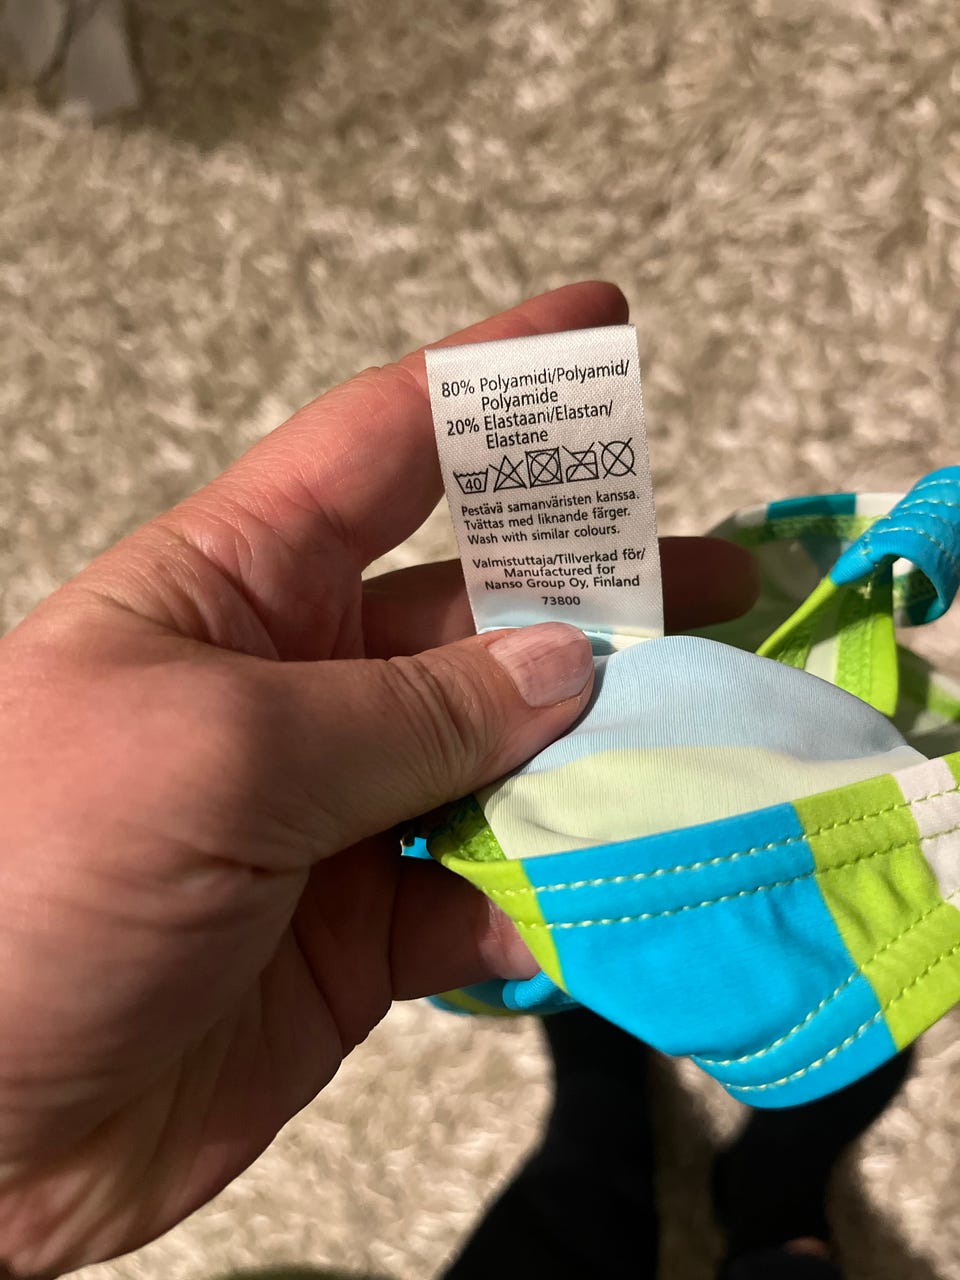 80% Polyamidi/Polyamid/
Polyamide
20% Elastaani/Elastan/
Elastane
40
Pestävä samanväristen kanssa.
Tvättas med liknande färger.
Wash with similar colours.
Valmistuttaja/Tillverkad för/
Manufactured for
Nanso Group Oy, Finland
73800